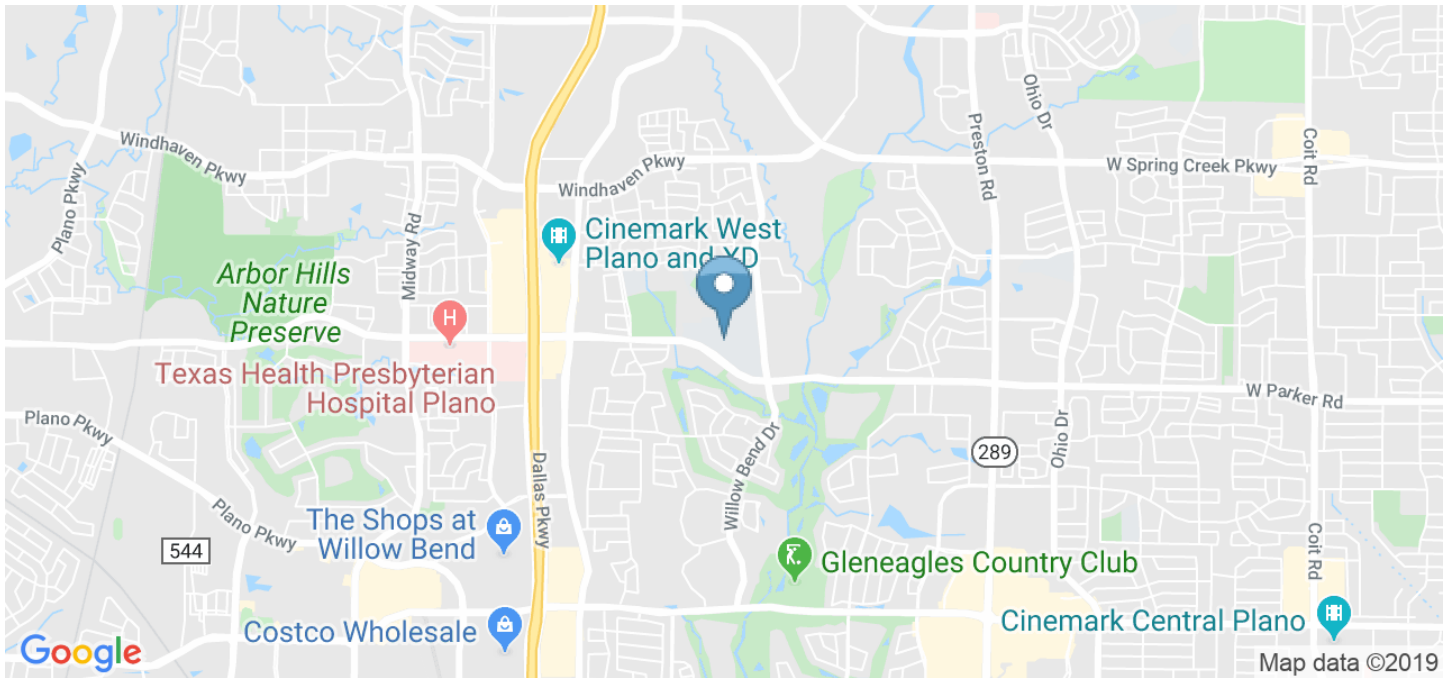 Ohio Dr
Preston Rd
Coit Rd
Windhaven Pkwy
Windhaven Pkwy
W Spring Creek Pkwy
Plano Pkwy
Midway Rd
Cinemark West
Plano and XD
Arbor Hills
Nature
Preserve
H
Texas Health Presbyterian
Hospital Plano
W Parker Rd
Plano Pkwy
Ohio Dr
289
Willow Bend Dr
Dallas Pkwy
The Shops at
Willow Bend
Plano Pkwy
544
Coit Rd
Gleneagles Country Club
Costco Wholesale
Cinemark Central Plano
Google
Map data ©2019